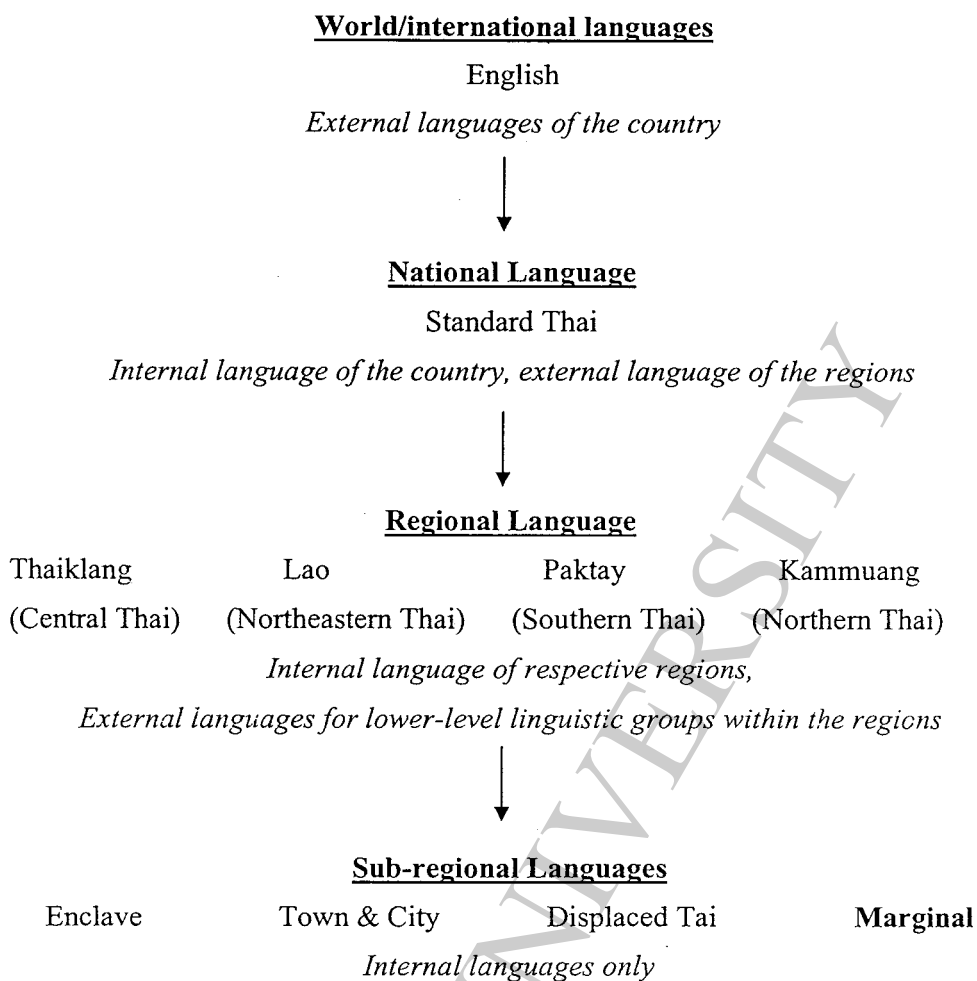 World/international languages
English
External languages of the country
National Language
Standard Thai
Internal language of the country, external language of the regions
Regional Language
Thaiklang Lao Paktay Kammuang
(Central Thai) (Northeastern Thai) (Southern Thai) (Northern Thai)
Internal language of respective regions,
External languages for lower-level linguistic groups within the regions
Sub-regional Languages
Enclave Town & City Displaced Tai Marginal
Internal languages only
UNIVERSITY